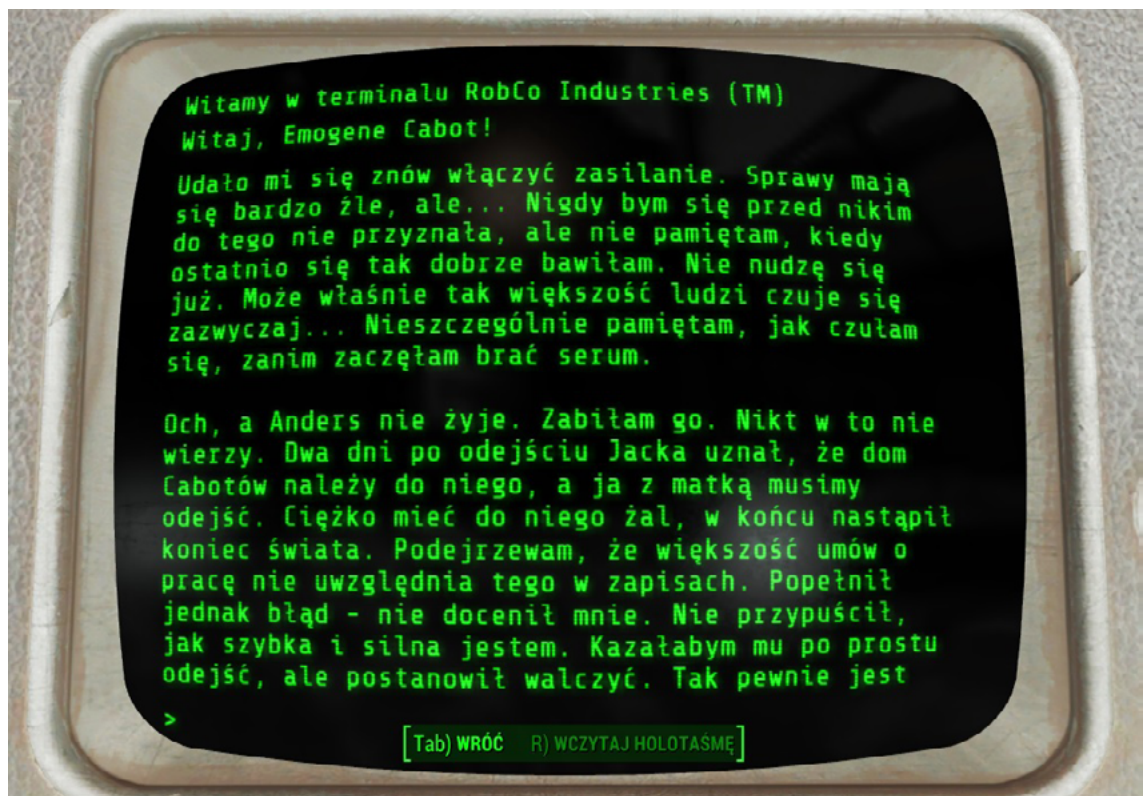 Witamy w terminalu RobCo Industries (TM)
Witaj, Emogene Cabot!
Udało mi się znów włączyć zasilanie. Sprawy mają
się bardzo źle, ale... Nigdy bym się przed nikim
do tego nie przyznała, ale nie pamiętam, kiedy
ostatnio się tak dobrze bawiłam. Nie nudzę się
już. Może właśnie tak większość ludzi czuje się
zazwyczaj... Nieszczególnie pamiętam, jak czułam
się, zanim zaczęłam brać serum.
Och, a Anders nie żyje. Zabiłam go. Nikt w to nie
wierzy. Dwa dni po odejściu Jacka uznał, że dom
Cabotów należy do niego, a ja z matką musimy
odejść. Ciężko mieć do niego żal, w końcu nastąpił
koniec świata. Podejrzewam, że większość umów o
pracę nie uwzględnia tego w zapisach. Popełnił
jednak błąd - nie docenił mnie. Nie przypuścił,
jak szybka i silna jestem. Kazałabym mu po prostu
odejść, ale postanowił walczyć. Tak pewnie jest
>
Tab) WRÓĆ R) WCZYTAJ HOLOTAŚMĘ